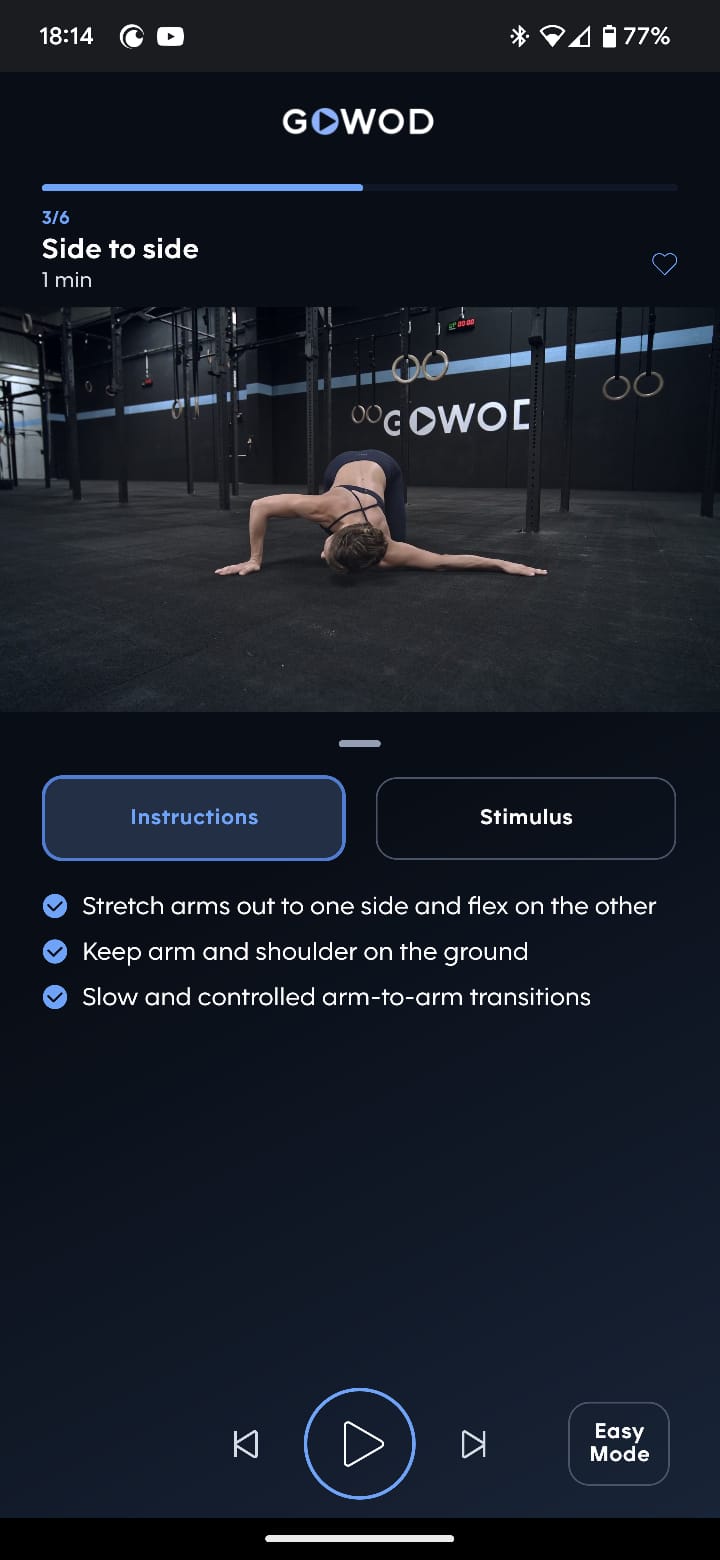 18:14
77%
GOWOD
3/6
Side to side
1 min
GOWOD
Instructions
Stimulus
Stretch arms out to one side and flex on the other
Keep arm and shoulder on the ground
Slow and controlled arm-to-arm transitions
Easy
Mode